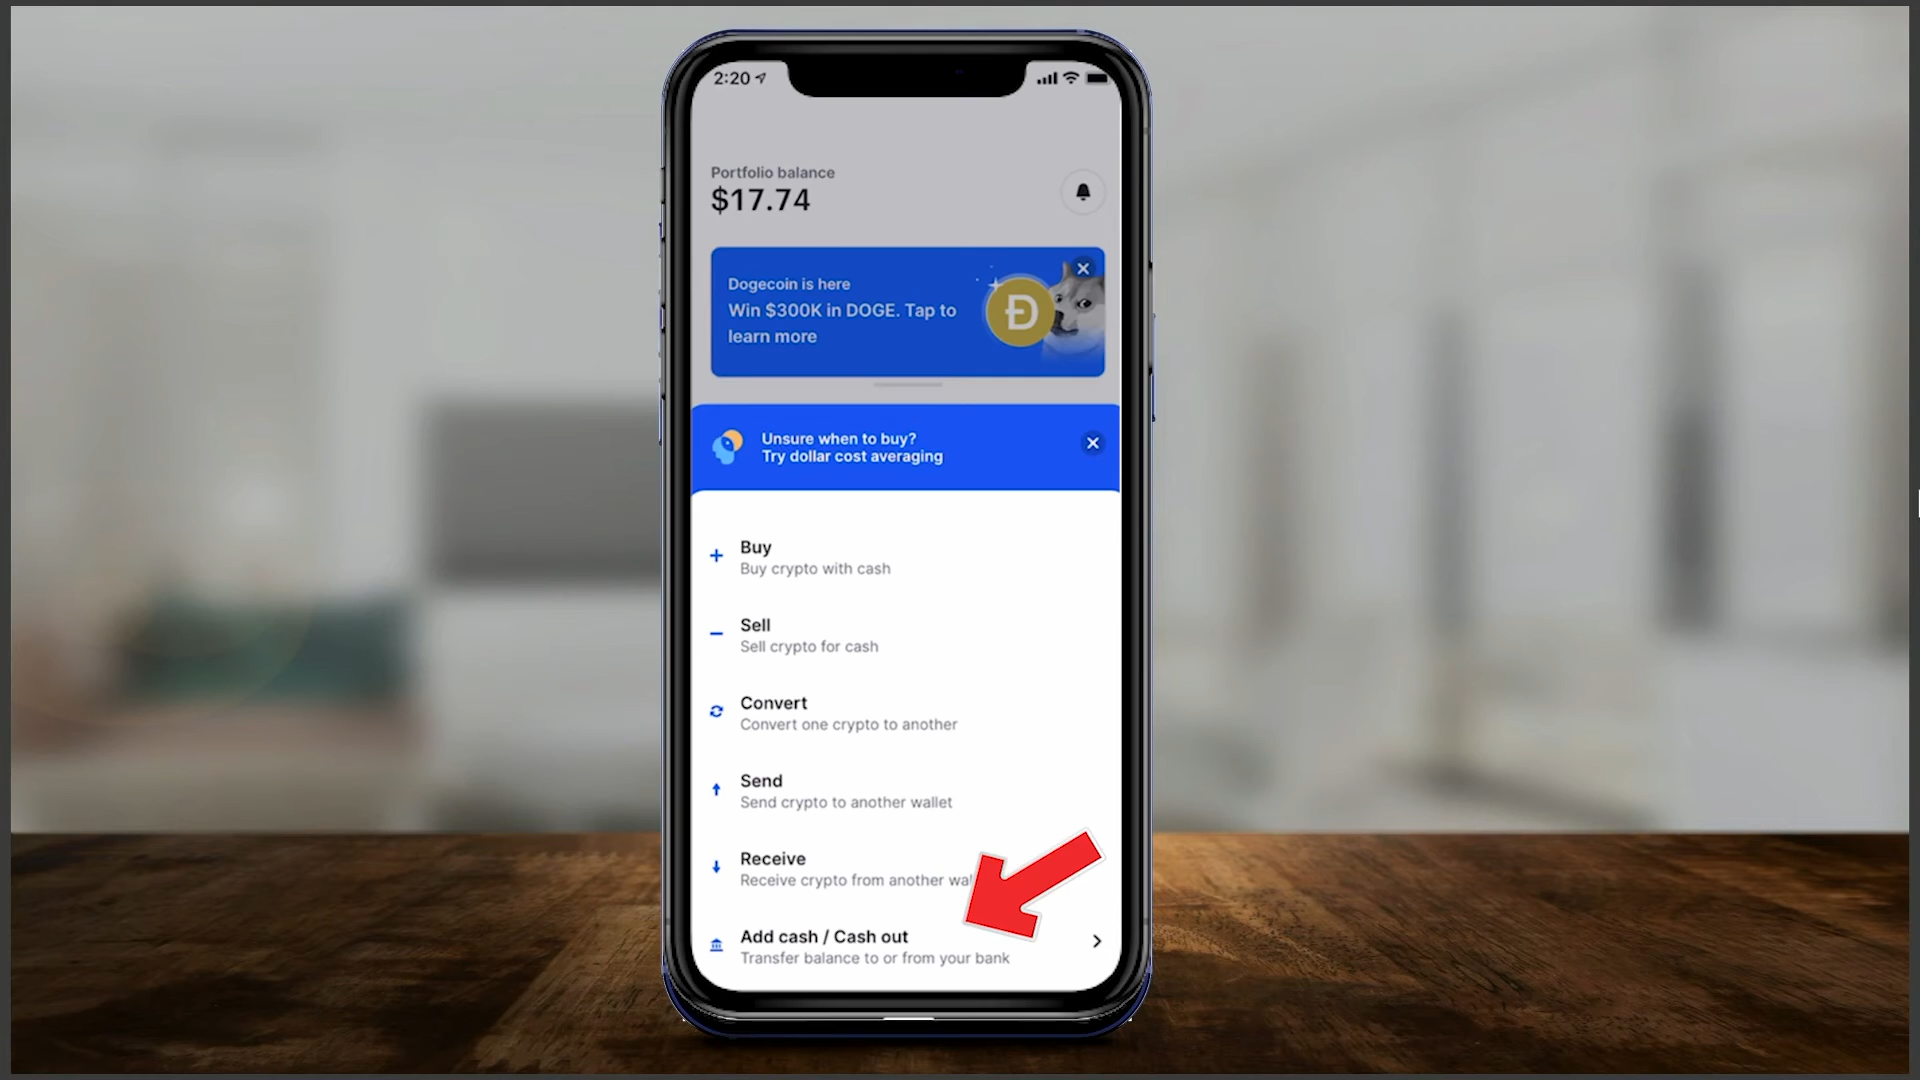 2:20
Portfolio balance
$17.74
Dogecoin is here
Win $300K in DOGE. Tap to
learn more
Unsure when to buy?
Try dollar cost averaging
Buy
Buy crypto with cash
Sell
Sell crypto for cash
Convert
Convert one crypto to another
Send
Send crypto to another wallet
Receive
Receive crypto from another
Add cash / Cash out
Transfer balance to or from your bank